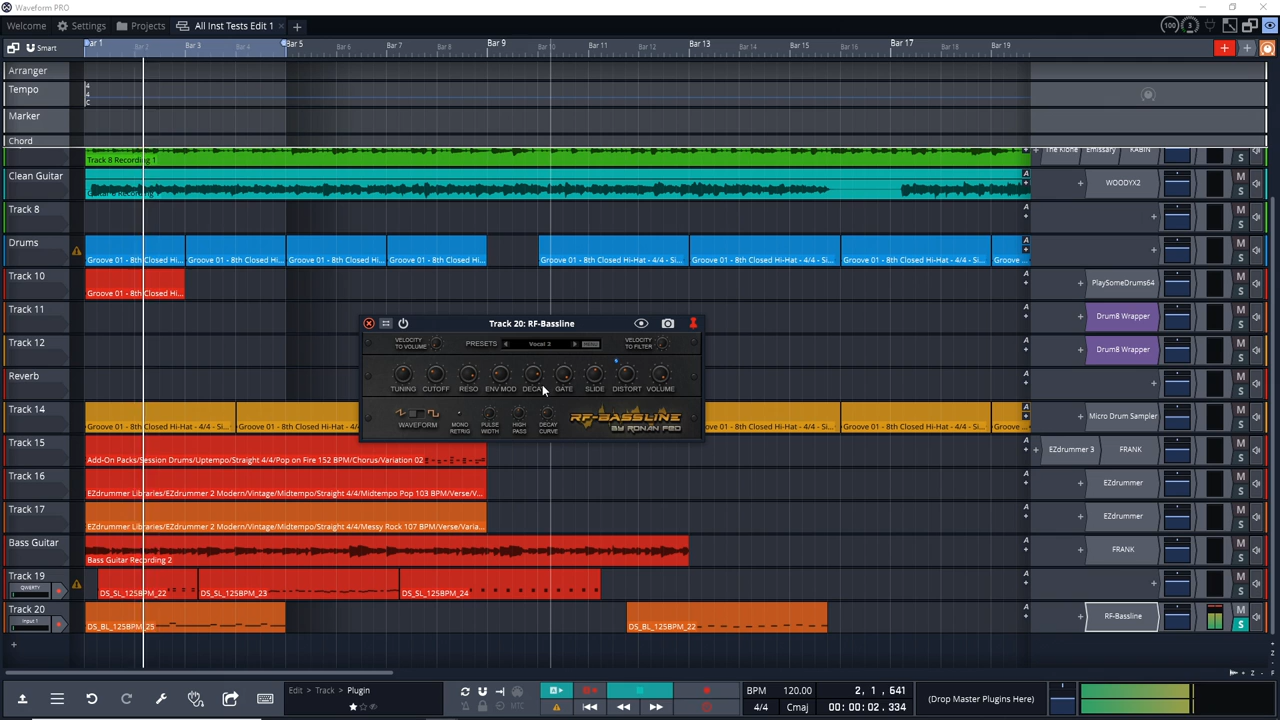 Waveform PRO
Welcome Settings Projects All Inst Tests Edit 1
100 3
Smart Bar 1 Bar 2 Bar 3 Bar 4 Bar 5 Bar 6 Bar 7 Bar 8 Bar 9 Bar 10 Bar 11 Bar 12 Bar 13 Bar 14 Bar 15 Bar 16 Bar 17 Bar 18 Bar 19
Arranger
Tempo 4 4 C
Marker
Chord
Track 8 Recording 1 The Klone Emissary KABIN S
Clean Guitar A WOODYX2 M S
Track 8 A M S
Drums A M S
Groove 01 - 8th Closed Hi-... Groove 01 - 8th Closed Hi-... Groove 01 - 8th Closed Hi-... Groove 01 - 8th Closed Hi-... Groove 01 - 8th Closed Hi-Hat - 4/4 - Si... Groove 01 - 8th Closed Hi-Hat - 4/4 - Si... Groove 01 - 8th Closed Hi-Hat - 4/4 - Si... Groove ...
Track 10 A PlaySomeDrums64 M S
Groove 01 - 8th Closed Hi...
Track 11 A Drum8 Wrapper M S
Track 12 A Drum8 Wrapper M S
Reverb A M S
Track 14 A Micro Drum Sampler M S
Groove 01 - 8th Closed Hi-Hat - 4/4 - Si... Groove 01 - 8th Closed Hi-Hat
Groove 01 - 8th Closed Hi-Hat - 4/4 - Si... Groove ...
Track 20: RF-Bassline
VELOCITY TO VOLUME PRESETS Vocal 2 MENU VELOCITY TO FILTER
TUNING CUTOFF RESO ENV MOD DECAY GATE SLIDE DISTORT VOLUME
WAVEFORM MONO RETRIG PULSE WIDTH HIGH PASS DECAY CURVE RF-BASSLINE
BY RONAN FED
Track 15 A EZdrummer 3 FRANK M S
Add-On Packs/Session Drums/Uptempo/Straight 4/4/Pop on Fire 152 BPM/Chorus/Variation 02
Track 16 A EZdrummer M S
EZdrummer Libraries/EZdrummer 2 Modern/Vintage/Midtempo/Straight 4/4/Midtempo Pop 103 BPM/Verse/V...
Track 17 A EZdrummer M S
EZdrummer Libraries/EZdrummer 2 Modern/Vintage/Midtempo/Straight 4/4/Messy Rock 107 BPM/Verse/Varia...
Bass Guitar A FRANK M S
Bass Guitar Recording 2
Track 19 A M S
QWERTY
DS_SL_125BPM_22 DS_SL_125BPM_23 DS_SL_125BPM_24
Track 20 A RF-Bassline M S
Input 1
DS_BL_125BPM_25 DS_BL_125BPM_22
Edit > Track > Plugin
MTC
BPM 120.00 2, 1, 641
4/4 Cmaj 00: 00: 02. 334
(Drop Master Plugins Here)